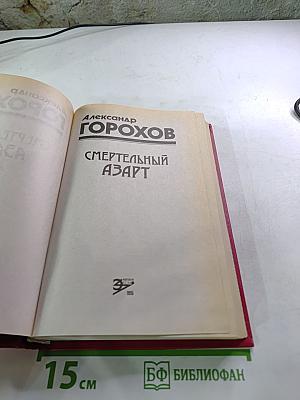 Александр
ГОРОХОВ
СМЕРТЕЛЬНЫЙ
АЗАРТ
15 см
БФ БИБЛИОФАН